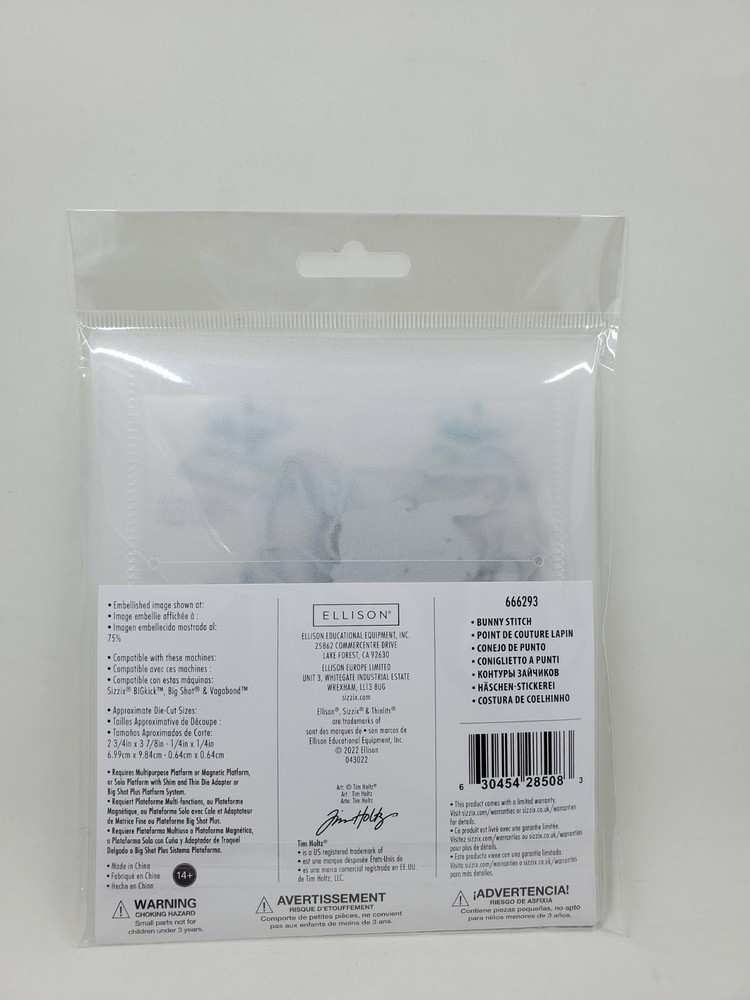 • Embellished image shown at:
• Image embellie affichée à :
• Imagen embellecida mostrada al:
75%
• Compatible with these machines:
• Compatible avec ces machines :
• Compatible con estas máquinas:
Sizzix® BIGkick™, Big Shot® & Vagabond™
• Approximate Die-Cut Sizes:
• Tailles Approximative de Découpe :
• Tamaños Aproximados de Corte:
2 3/4in x 3 7/8in - 1/4in x 1/4in
6.99cm x 9.84cm - 0.64cm x 0.64cm
• Requires Multipurpose Platform or Magnetic Platform,
or Solo Platform with Shim and Thin Die Adapter or
Big Shot Plus Platform System.
• Requiert Plateforme Multi-fonctions, ou Plateforme
Magnétique, ou Plateforme Solo avec Cale et Adaptateur
de Matrice Fine ou Plateforme Big Shot Plus.
• Requiere Plataforma Multiuso o Plataforma Magnética,
o Plataforma Solo con Cuña y Adaptador de Troquel
Delgado o Big Shot Plus Sistema Plataforma.
• Made in China
• Fabriqué en Chine
• Hecho en China
14+
ELLISON®
ELLISON EDUCATIONAL EQUIPMENT, INC.
25862 COMMERCENTRE DRIVE
LAKE FOREST, CA 92630
ELLISON EUROPE LIMITED
UNIT 3, WHITEGATE INDUSTRIAL ESTATE
WREXHAM, LL13 8UG
sizzix.com
Ellison®, Sizzix® & Thinlits®
are trademarks of
sont des marques de • son marcas de
Ellison Educational Equipment, Inc.
© 2022 Ellison
043022
Art: © Tim Holtz®
Art : Tim Holtz
Arte: Tim Holtz
Tim Holtz
Tim Holtz®
• is a US registered trademark of
• est une marque déposée États-Unis de
• es una marca comercial registrada en EE.UU.
de Tim Holtz, LLC.
666293
• BUNNY STITCH
• POINT DE COUTURE LAPIN
• CONEJO DE PUNTO
• CONIGLIETTO A PUNTI
• КОНТУРЫ ЗАЙЧИКОВ
• HÄSCHEN-STICKEREI
• COSTURA DE COELHINHO
6 30454 28508 3
• This product comes with a limited warranty.
Visit sizzix.com/warranties or sizzix.co.uk/warranties
for details.
• Ce produit est livré avec une garantie limitée.
Visitez sizzix.com/warranties ou sizzix.co.uk/warranties
pour plus de détails.
• Este producto viene con una garantía limitada.
Visita sizzix.com/warranties o sizzix.co.uk/warranties
para más detalles.
WARNING
CHOKING HAZARD
Small parts not for
children under 3 years.
AVERTISSEMENT
RISQUE D'ETOUFFEMENT
Comporte de petites pièces, ne convient
pas aux enfants de moins de 3 ans.
¡ADVERTENCIA!
RIESGO DE ASFIXIA
Contiene piezas pequeñas, no apto
para niños menores de 3 años.